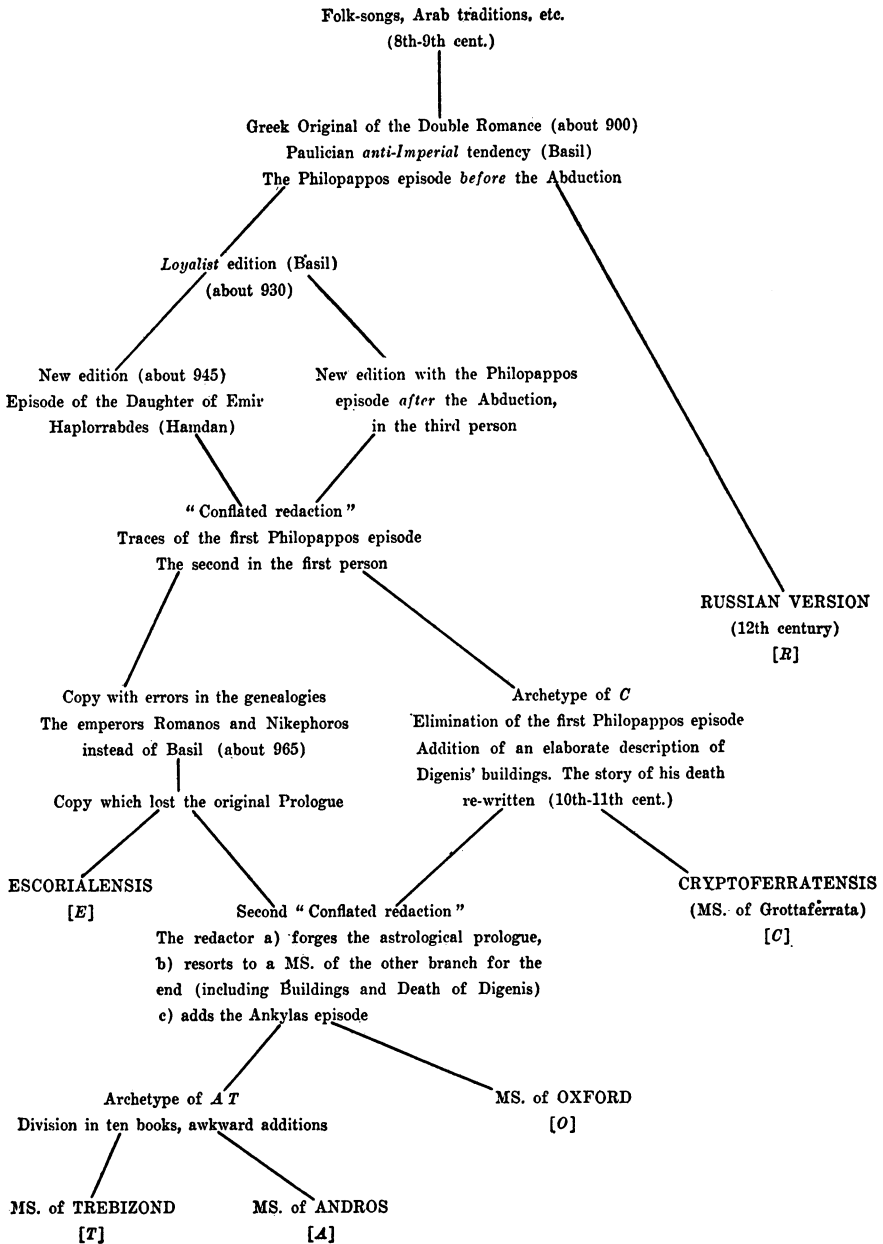 Folk-songs, Arab traditions, etc.
(8th-9th cent.)
Greek Original of the Double Romance (about 900)
Paulician anti-Imperial tendency (Basil)
The Philopappos episode before the Abduction
Loyalist edition (Basil)
(about 930)
New edition (about 945)
Episode of the Daughter of Emir
Haplorrabdes (Hamdan)
New edition with the Philopappos
episode after the Abduction,
in the third person
"Conflated redaction"
Traces of the first Philopappos episode
The second in the first person
RUSSIAN VERSION
(12th century)
[R]
Copy with errors in the genealogies
The emperors Romanos and Nikephoros
instead of Basil (about 965)
Copy which lost the original Prologue
Archetype of C
Elimination of the first Philopappos episode
Addition of an elaborate description of
Digenis' buildings. The story of his death
re-written (10th-11th cent.)
ESCORIALENSIS
[E]
CRYPTOFERRATENSIS
(MS. of Grottaferrata)
[C]
Second "Conflated redaction"
The redactor a) forges the astrological prologue,
b) resorts to a MS. of the other branch for the
end (including Buildings and Death of Digenis)
c) adds the Ankylas episode
Archetype of A T
Division in ten books, awkward additions
MS. of OXFORD
[O]
MS. of TREBIZOND
[T]
MS. of ANDROS
[A]